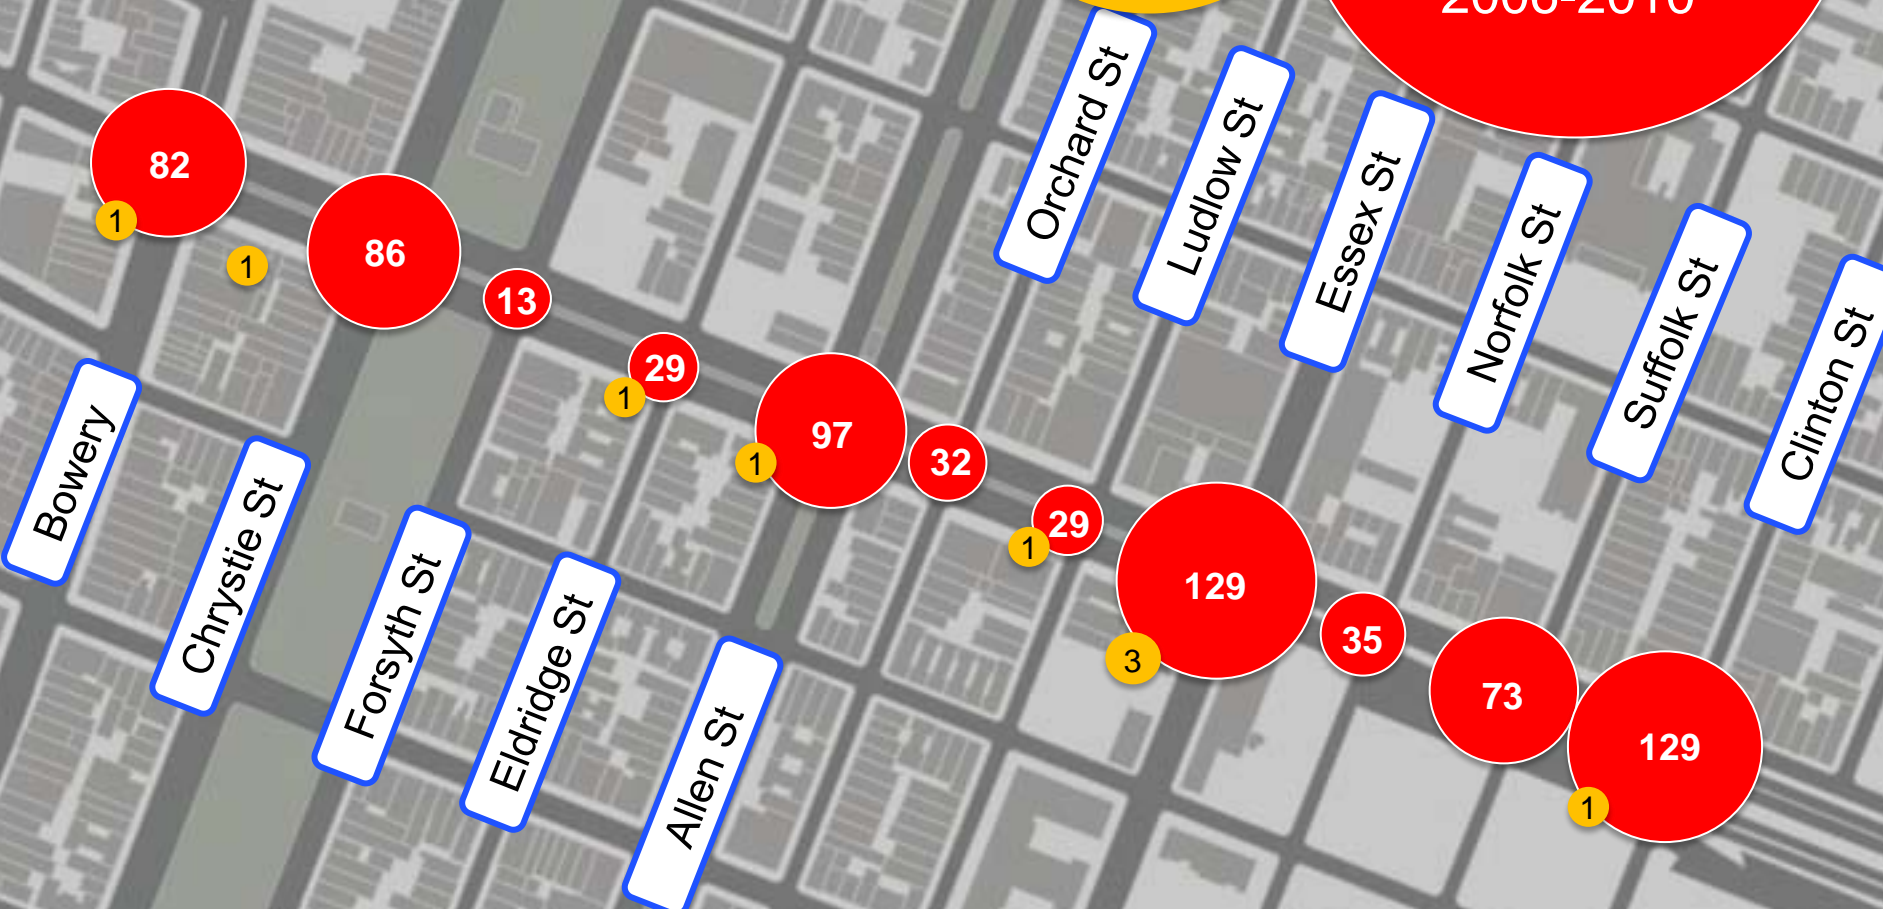 2006-2010
Orchard St
Ludlow St
Essex St
Norfolk St
Suffolk St
Clinton St
82
1
1
86
13
29
1
97
1
32
29
1
129
3
35
73
129
1
Bowery
Chrystie St
Forsyth St
Eldridge St
Allen St